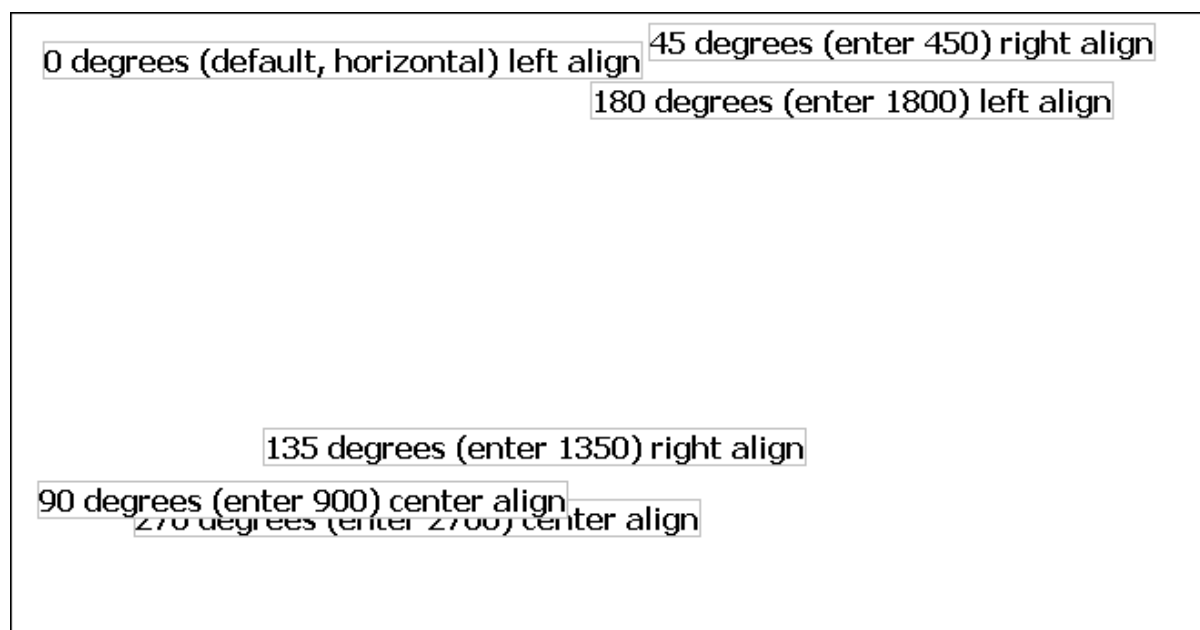 45 degrees (enter 450) right align
0 degrees (default, horizontal) left align
180 degrees (enter 1800) left align
135 degrees (enter 1350) right align
90 degrees (enter 900) center align
270 degrees (enter 2700) center align